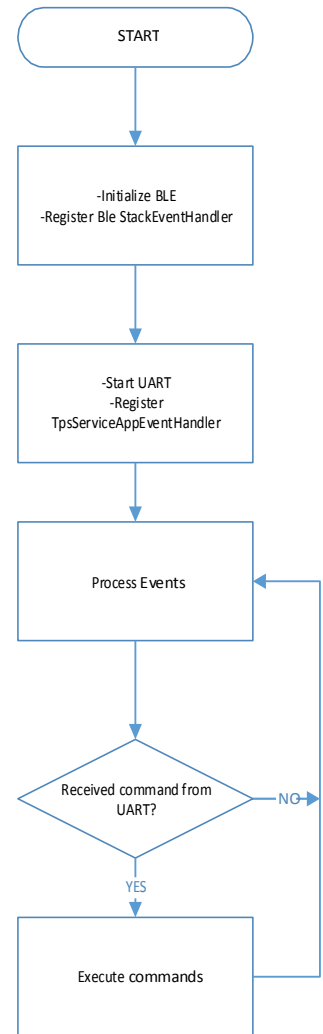 START
-Initialize BLE
-Register Ble StackEventHandler
-Start UART
-Register
TpsServiceAppEventHandler
Process Events
Received command from
UART?
NO
YES
Execute commands